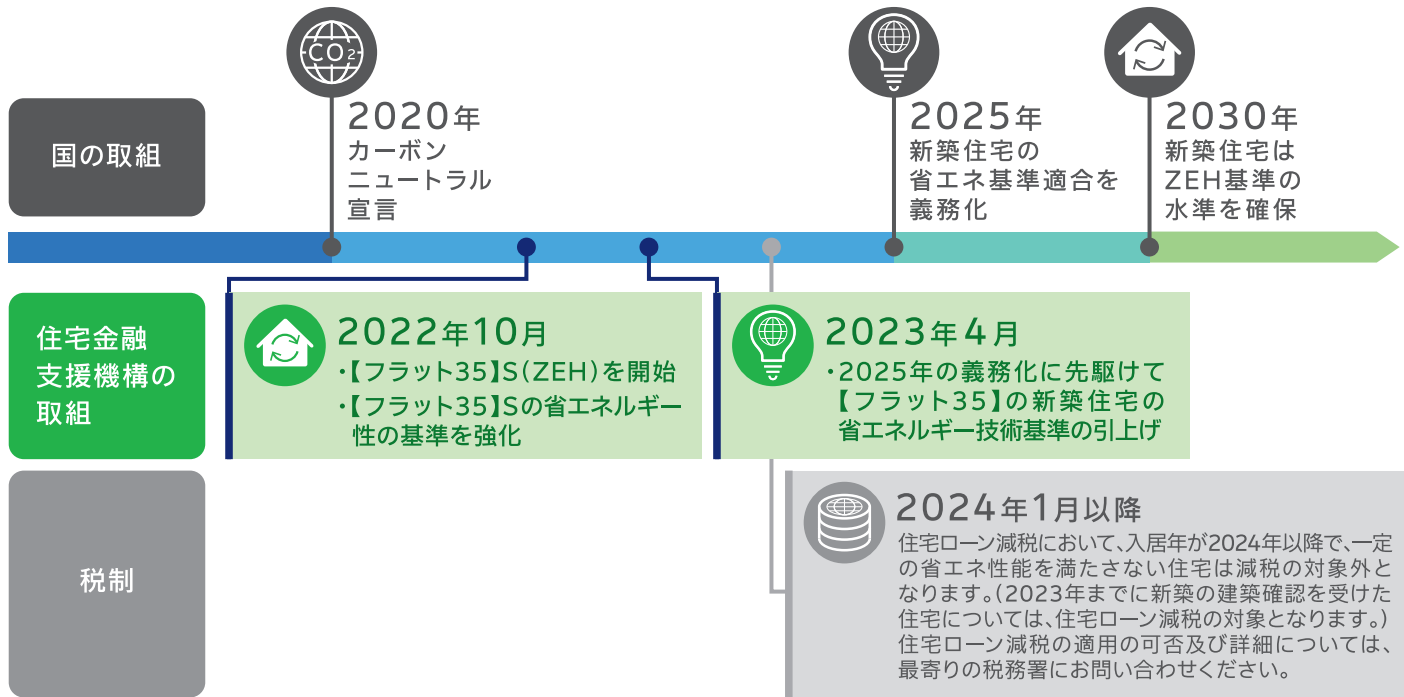 CO2
国の取組
2020年
カーボン
ニュートラル
宣言
2025年
新築住宅の
省エネ基準適合を
義務化
2030年
新築住宅は
ZEH基準の
水準を確保
住宅金融
支援機構の
取組
2022年10月
・【フラット35】S(ZEH)を開始
・【フラット35】Sの省エネルギー
性の基準を強化
2023年4月
・2025年の義務化に先駆けて
【フラット35】の新築住宅の
省エネルギー技術基準の引上げ
税制
2024年1月以降
住宅ローン減税において、入居年が2024年以降で、一定
の省エネ性能を満たさない住宅は減税の対象外と
なります。(2023年までに新築の建築確認を受けた
住宅については、住宅ローン減税の対象となります。)
住宅ローン減税の適用の可否及び詳細については、
最寄りの税務署にお問い合わせください。